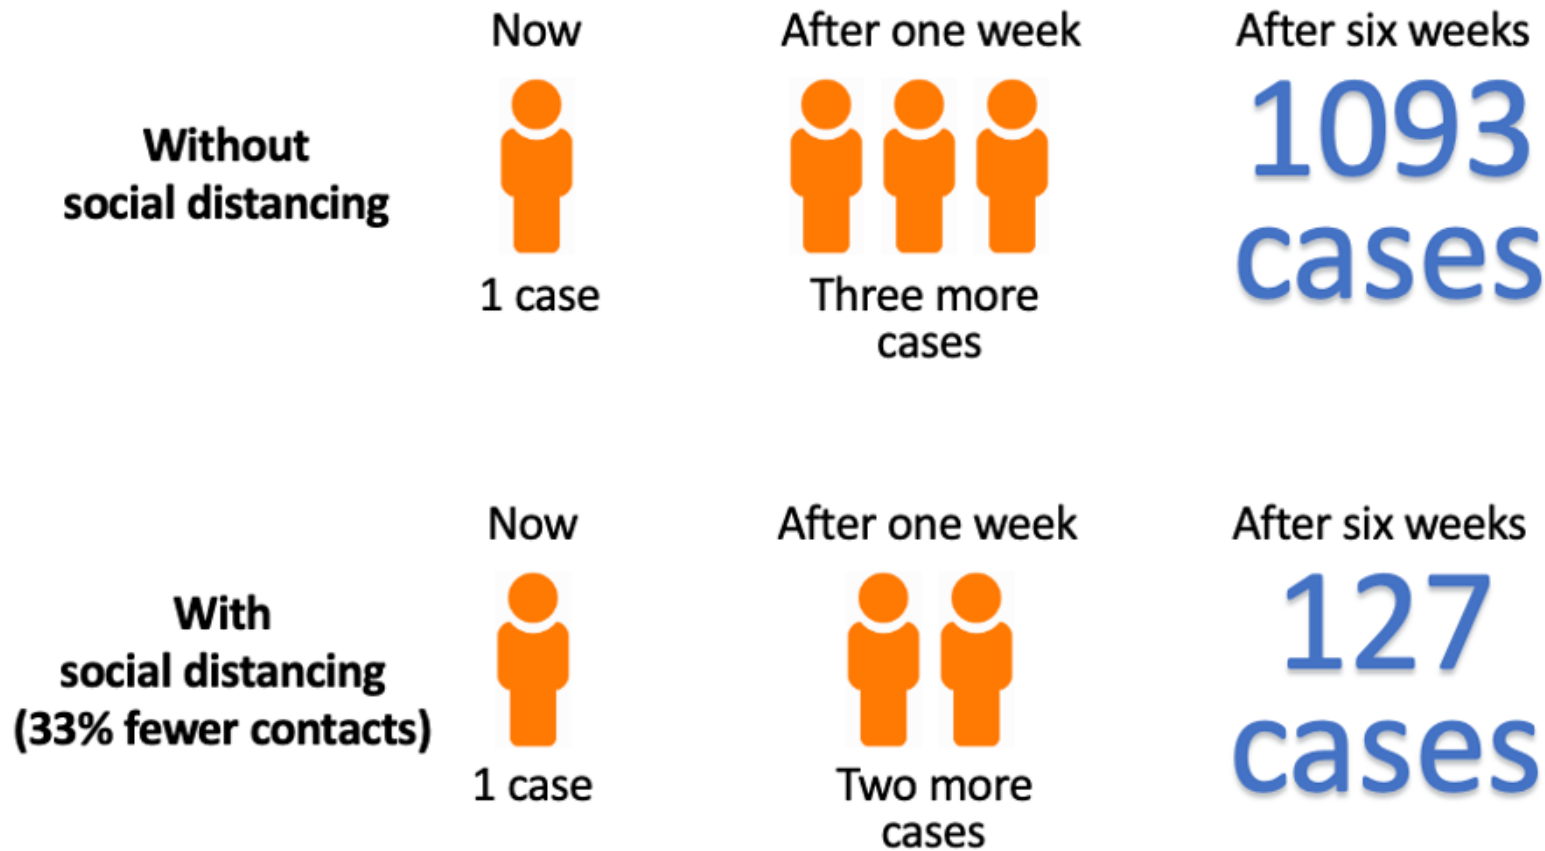 Now
After one week
After six weeks
Without
social distancing
1093
cases
1 case
Three more
cases
Now
After one week
After six weeks
With
social distancing
(33% fewer contacts)
127
cases
1 case
Two more
cases